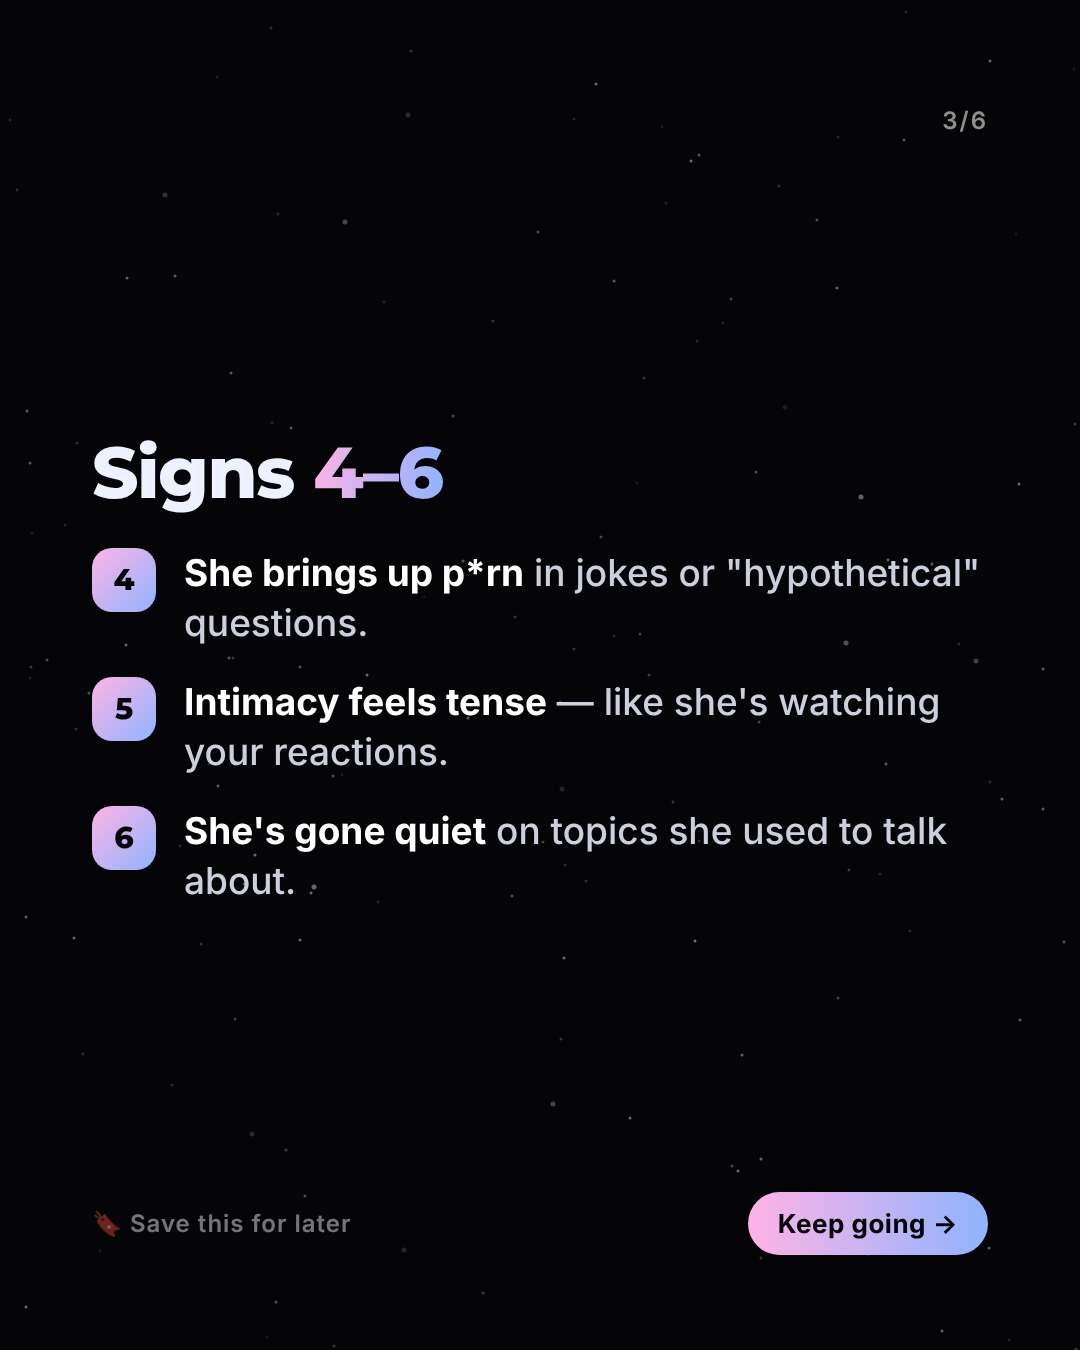 3/6
Signs 4–6
4
She brings up p*rn in jokes or "hypothetical"
questions.
5
Intimacy feels tense — like she's watching
your reactions.
6
She's gone quiet on topics she used to talk
about.
🔖 Save this for later
Keep going →